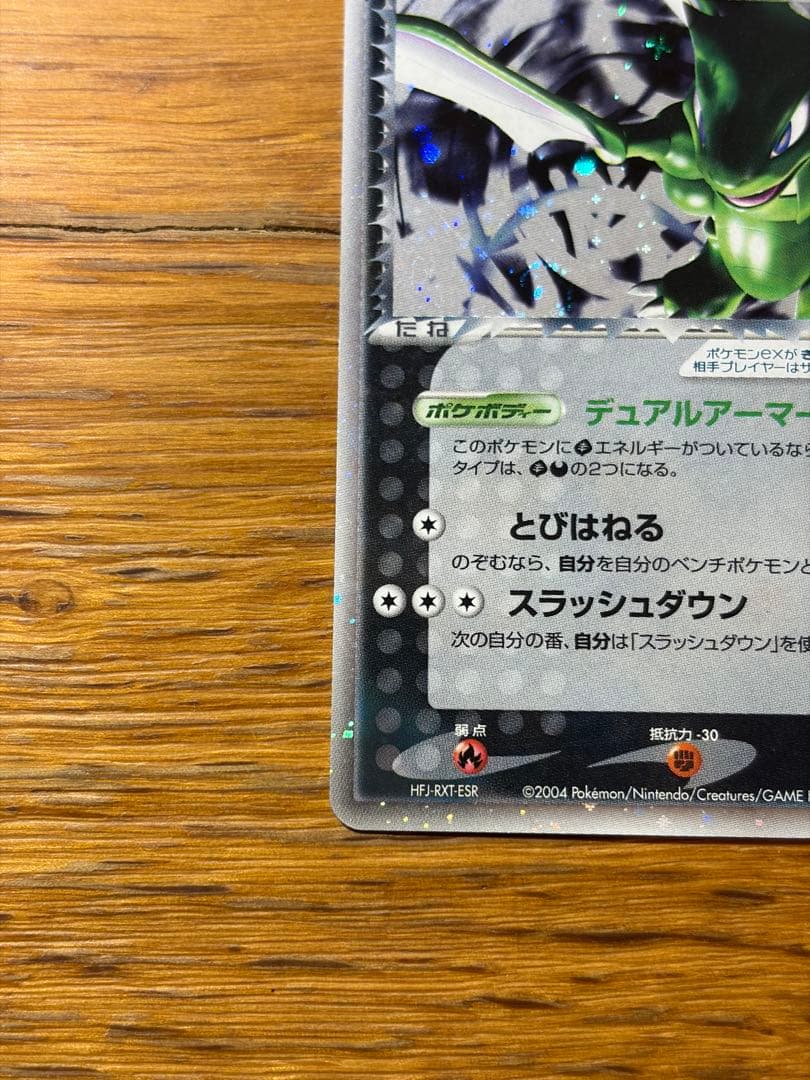 たね
ポケモンexがき
相手プレイヤーはサ
ポケボディー デュアルアーマー
このポケモンにエネルギーがついているなら
タイプは、の2つになる。
とびはねる
のぞむなら、自分を自分のベンチポケモンと
スラッシュダウン
次の自分の番、自分は「スラッシュダウン」を使
弱点 抵抗力 -30
HFJ-RXT-ESR ©2004 Pokémon/Nintendo/Creatures/GAME